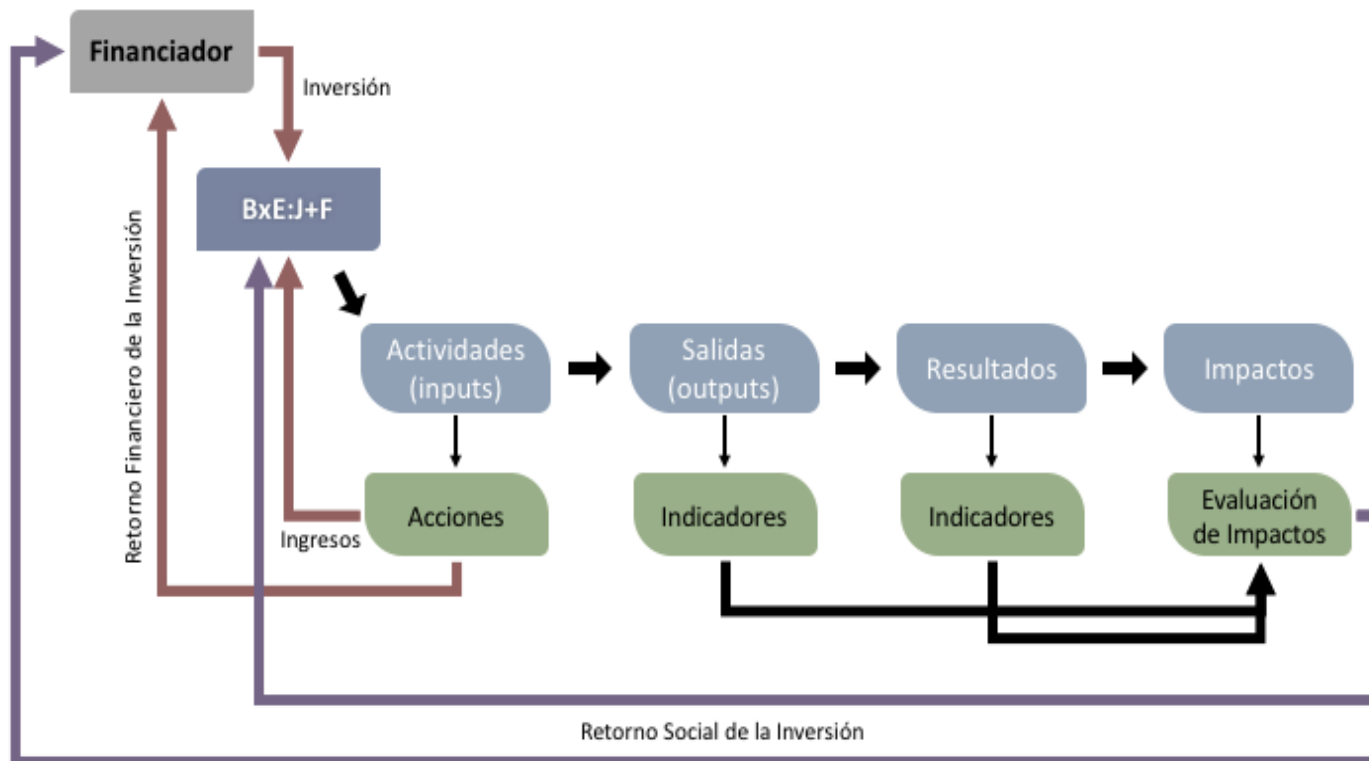 Financiador
Inversión
BxE:J+F
Retorno Financiero de la Inversión
Actividades
(inputs)
Salidas
(outputs)
Resultados
Impactos
Acciones
Indicadores
Indicadores
Evaluación
de Impactos
Ingresos
Retorno Social de la Inversión